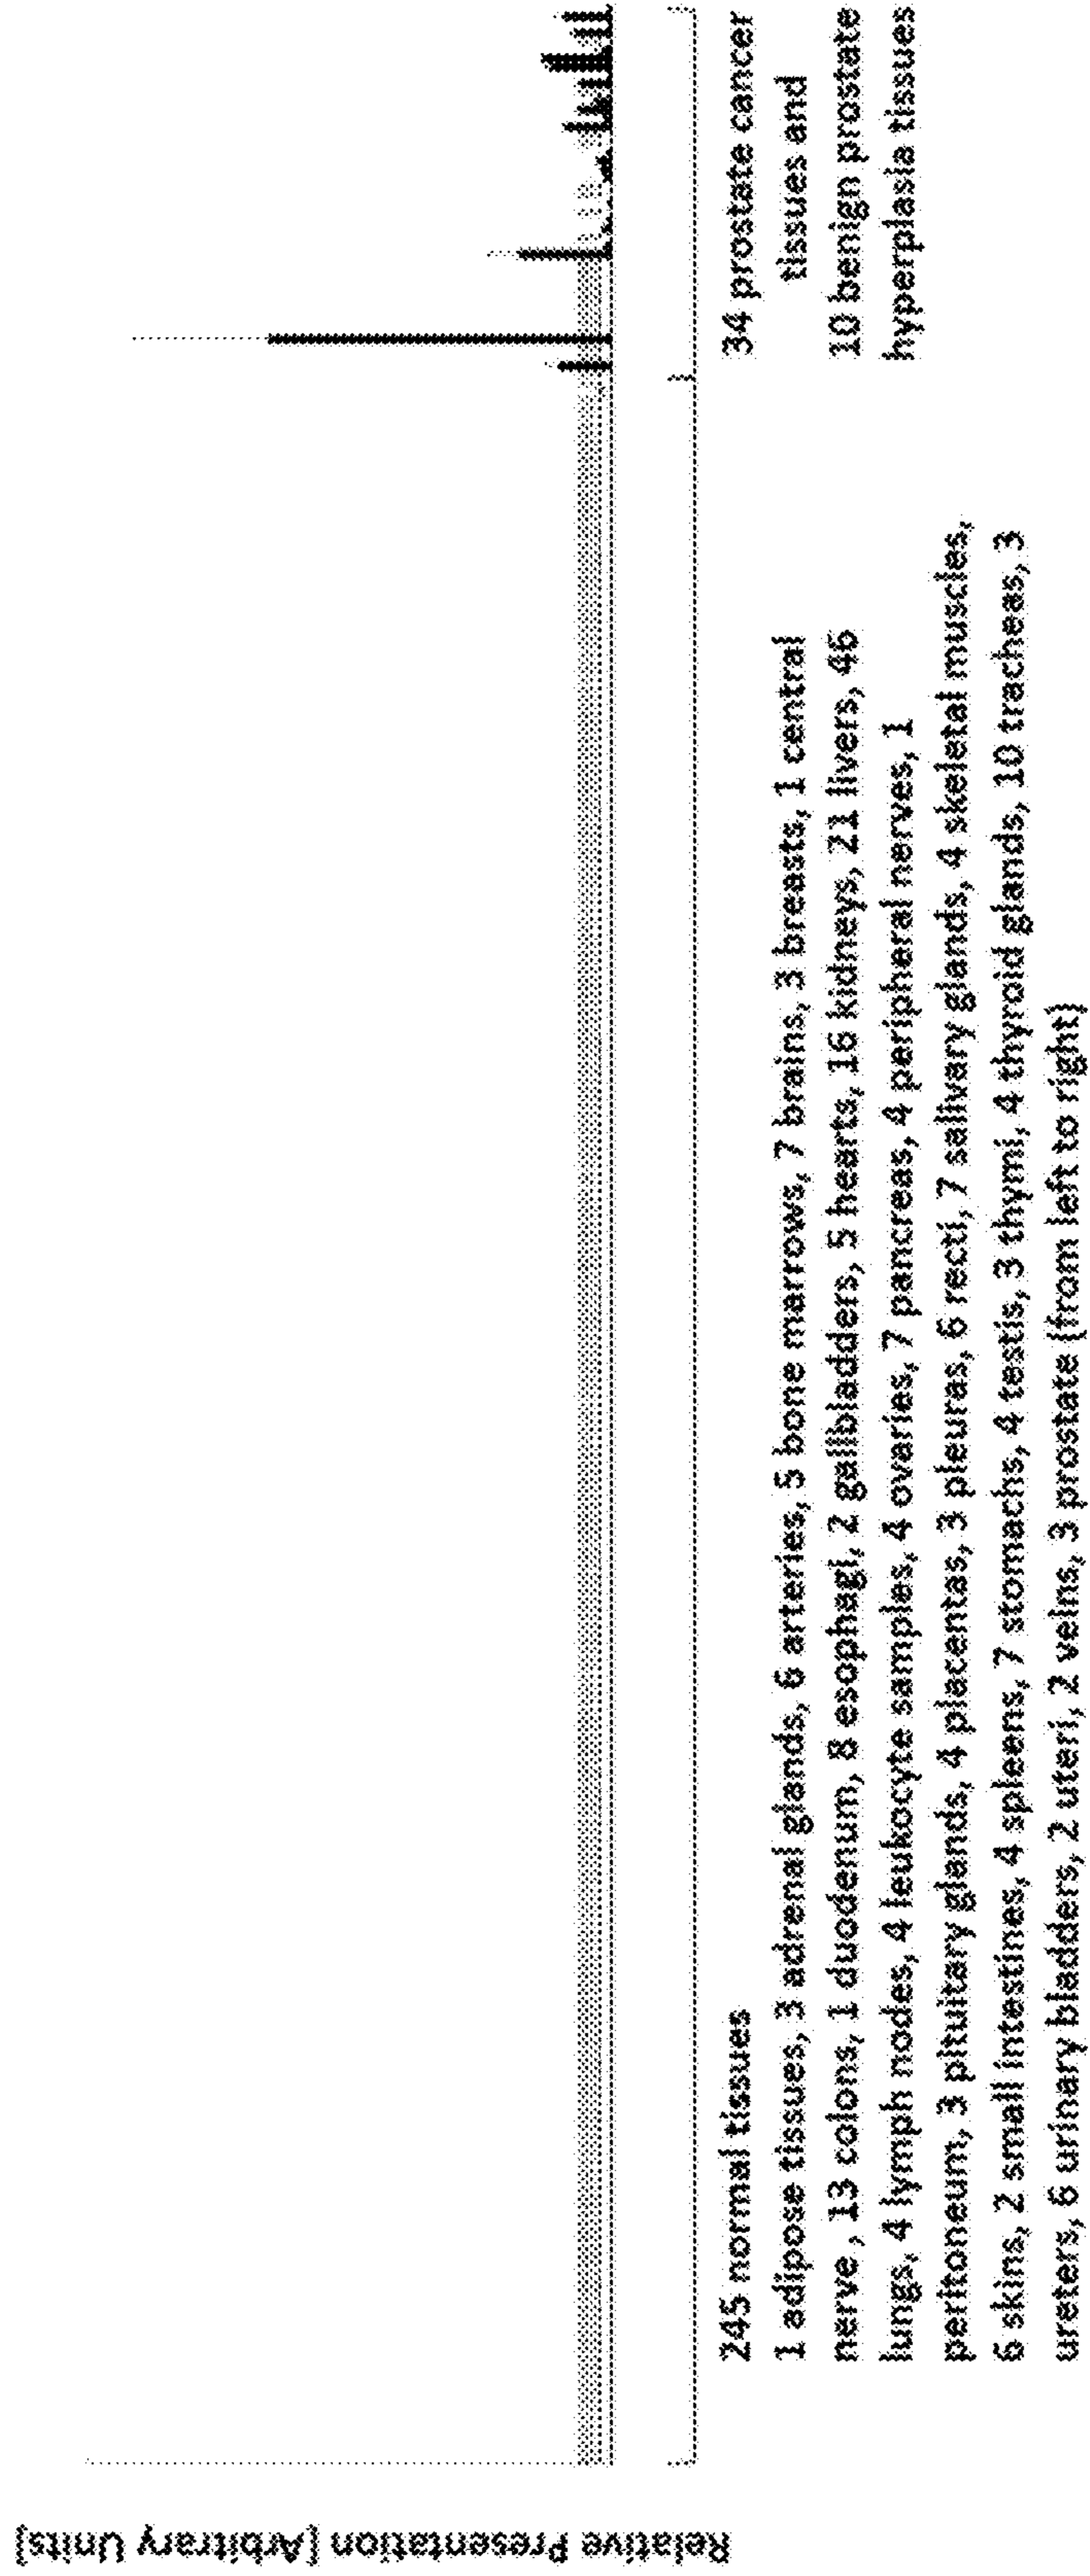 Relative Presentation [Arbitrary Units]
245 normal tissues
1 adipose tissues, 3 adrenal glands, 6 arteries, 5 bone marrows, 7 brains, 3 breasts, 1 central
nerve , 13 colons, 1 duodenum, 8 esophagi, 2 gallbladders, 5 hearts, 16 kidneys, 21 livers, 46
lungs, 4 lymph nodes, 4 leukocyte samples, 4 ovaries, 7 pancreas, 4 peripheral nerves, 1
peritoneum, 3 pituitary glands, 4 placentas, 3 pleuras, 6 recti, 7 salivary glands, 4 skeletal muscles,
6 skins, 2 small intestines, 4 spleens, 7 stomachs, 4 testis, 3 thymi, 4 thyroid glands, 10 tracheas, 3
ureters, 6 urinary bladders, 2 uteri, 2 veins, 3 prostate (from left to right)
34 prostate cancer
tissues and
10 benign prostate
hyperplasia tissues